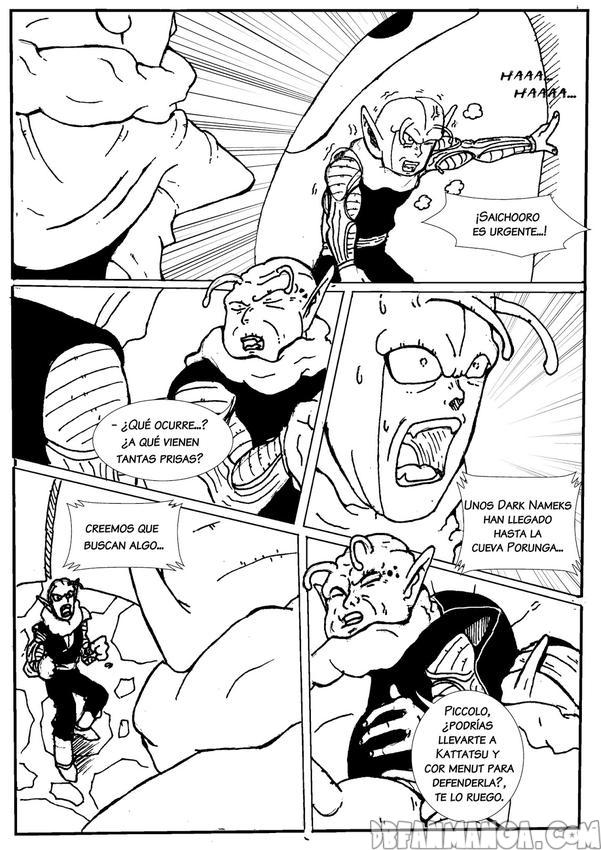 HAAA...
HAAAA...
¡SAICHOORO
ES URGENTE...!
- ¿QUÉ OCURRE...?
¿A QUÉ VIENEN
TANTAS PRISAS?
UNOS DARK NAMEKS
HAN LLEGADO
HASTA LA
CUEVA PORUNGA...
CREEMOS QUE
BUSCAN ALGO...
PICCOLO,
¿PODRÍAS
LLEVARTE A
KATTATSU Y
COR MENUT PARA
DEFENDERLA?,
TE LO RUEGO.
DBFANMANGA.COM